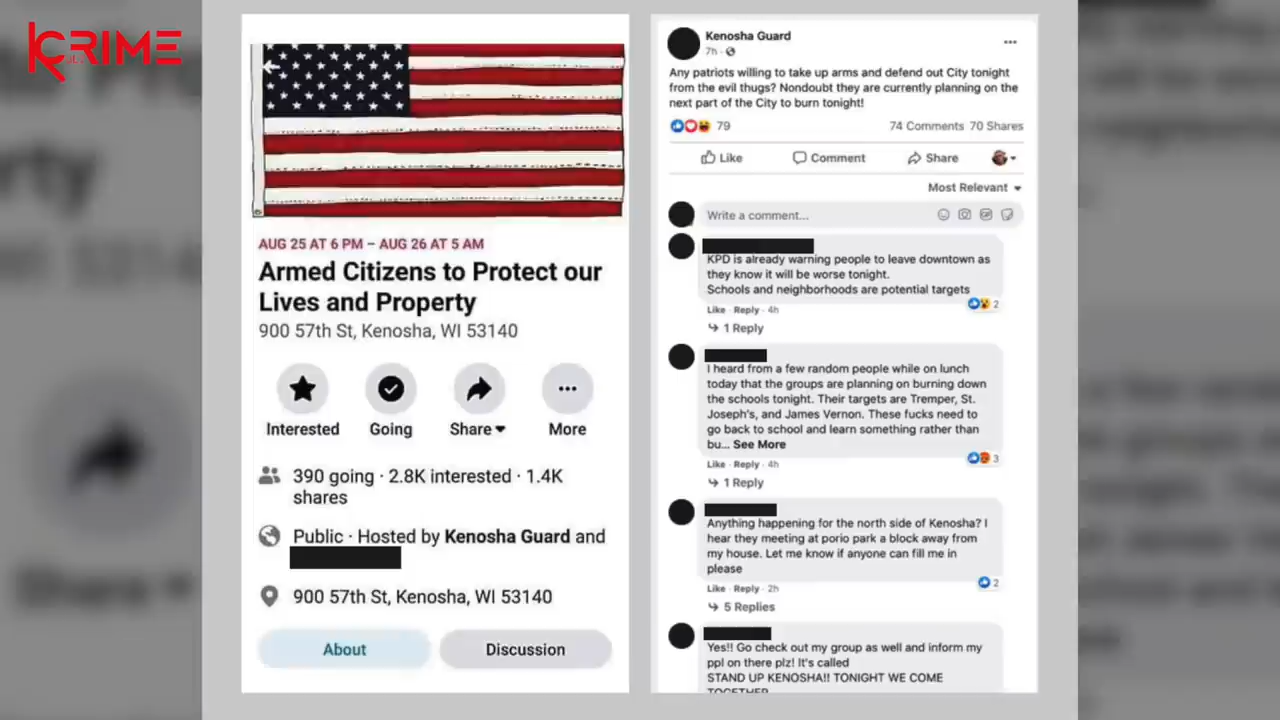 KCRIME
AUG 25 AT 6 PM – AUG 26 AT 5 AM
Armed Citizens to Protect our
Lives and Property
900 57th St, Kenosha, WI 53140
Interested
Going
Share
More
390 going · 2.8K interested · 1.4K
shares
Public · Hosted by Kenosha Guard and
900 57th St, Kenosha, WI 53140
About
Discussion
Kenosha Guard
7h ·
Any patriots willing to take up arms and defend out City tonight
from the evil thugs? Nondoubt they are currently planning on the
next part of the City to burn tonight!
79
74 Comments 70 Shares
Like
Comment
Share
Most Relevant
Write a comment...
KPD is already warning people to leave downtown as
they know it will be worse tonight.
Schools and neighborhoods are potential targets
2
Like · Reply · 4h
1 Reply
I heard from a few random people while on lunch
today that the groups are planning on burning down
the schools tonight. Their targets are Tremper, St.
Joseph's, and James Vernon. These fucks need to
go back to school and learn something rather than
bu... See More
3
Like · Reply · 4h
1 Reply
Anything happening for the north side of Kenosha? I
hear they meeting at porio park a block away from
my house. Let me know if anyone can fill me in
please
2
Like · Reply · 2h
5 Replies
Yes!! Go check out my group as well and inform my
ppl on there plz! It's called
STAND UP KENOSHA!! TONIGHT WE COME
TOGETHER